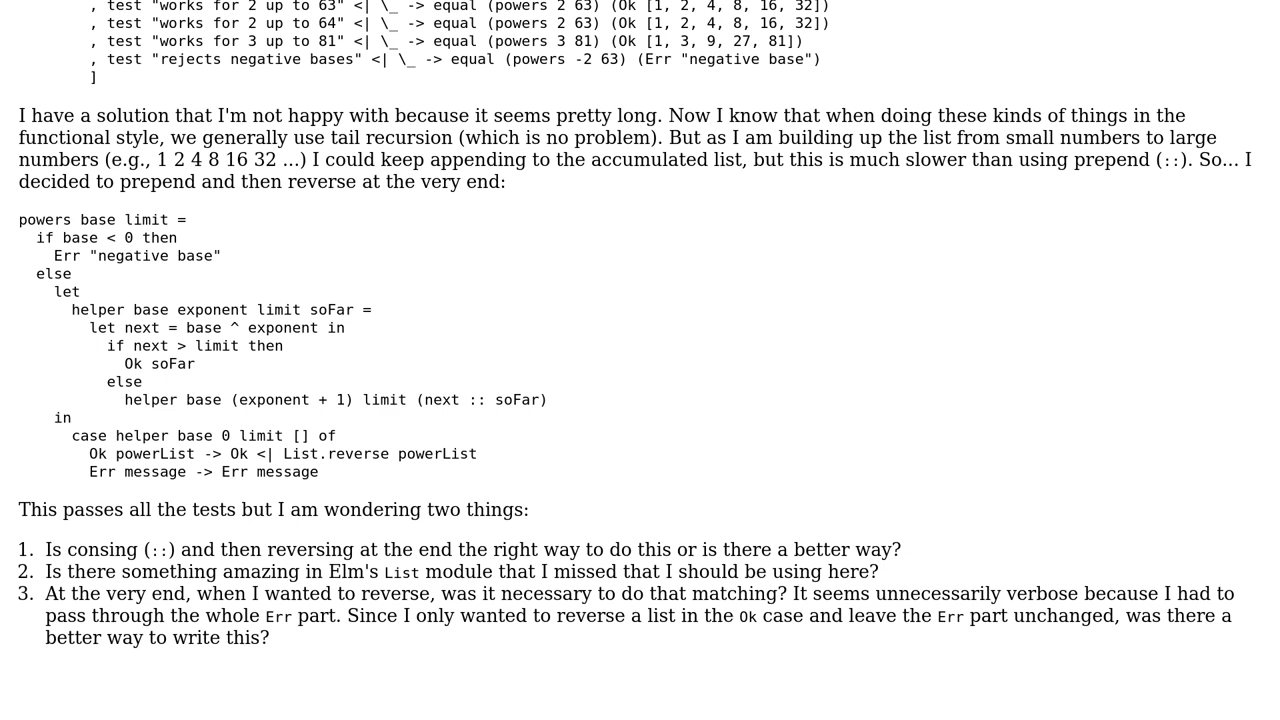 , test "works for 2 up to 63" <| \_ -> equal (powers 2 63) (Ok [1, 2, 4, 8, 16, 32])
, test "works for 2 up to 64" <| \_ -> equal (powers 2 63) (Ok [1, 2, 4, 8, 16, 32])
, test "works for 3 up to 81" <| \_ -> equal (powers 3 81) (Ok [1, 3, 9, 27, 81])
, test "rejects negative bases" <| \_ -> equal (powers -2 63) (Err "negative base")
]
I have a solution that I'm not happy with because it seems pretty long. Now I know that when doing these kinds of things in the
functional style, we generally use tail recursion (which is no problem). But as I am building up the list from small numbers to large
numbers (e.g., 1 2 4 8 16 32 ...) I could keep appending to the accumulated list, but this is much slower than using prepend (::). So... I
decided to prepend and then reverse at the very end:
powers base limit =
  if base < 0 then
    Err "negative base"
  else
    let
      helper base exponent limit soFar =
        let next = base ^ exponent in
          if next > limit then
            Ok soFar
          else
            helper base (exponent + 1) limit (next :: soFar)
    in
      case helper base 0 limit [] of
        Ok powerList -> Ok <| List.reverse powerList
        Err message -> Err message
This passes all the tests but I am wondering two things:
1. Is consing (::) and then reversing at the end the right way to do this or is there a better way?
2. Is there something amazing in Elm's List module that I missed that I should be using here?
3. At the very end, when I wanted to reverse, was it necessary to do that matching? It seems unnecessarily verbose because I had to
pass through the whole Err part. Since I only wanted to reverse a list in the Ok case and leave the Err part unchanged, was there a
better way to write this?